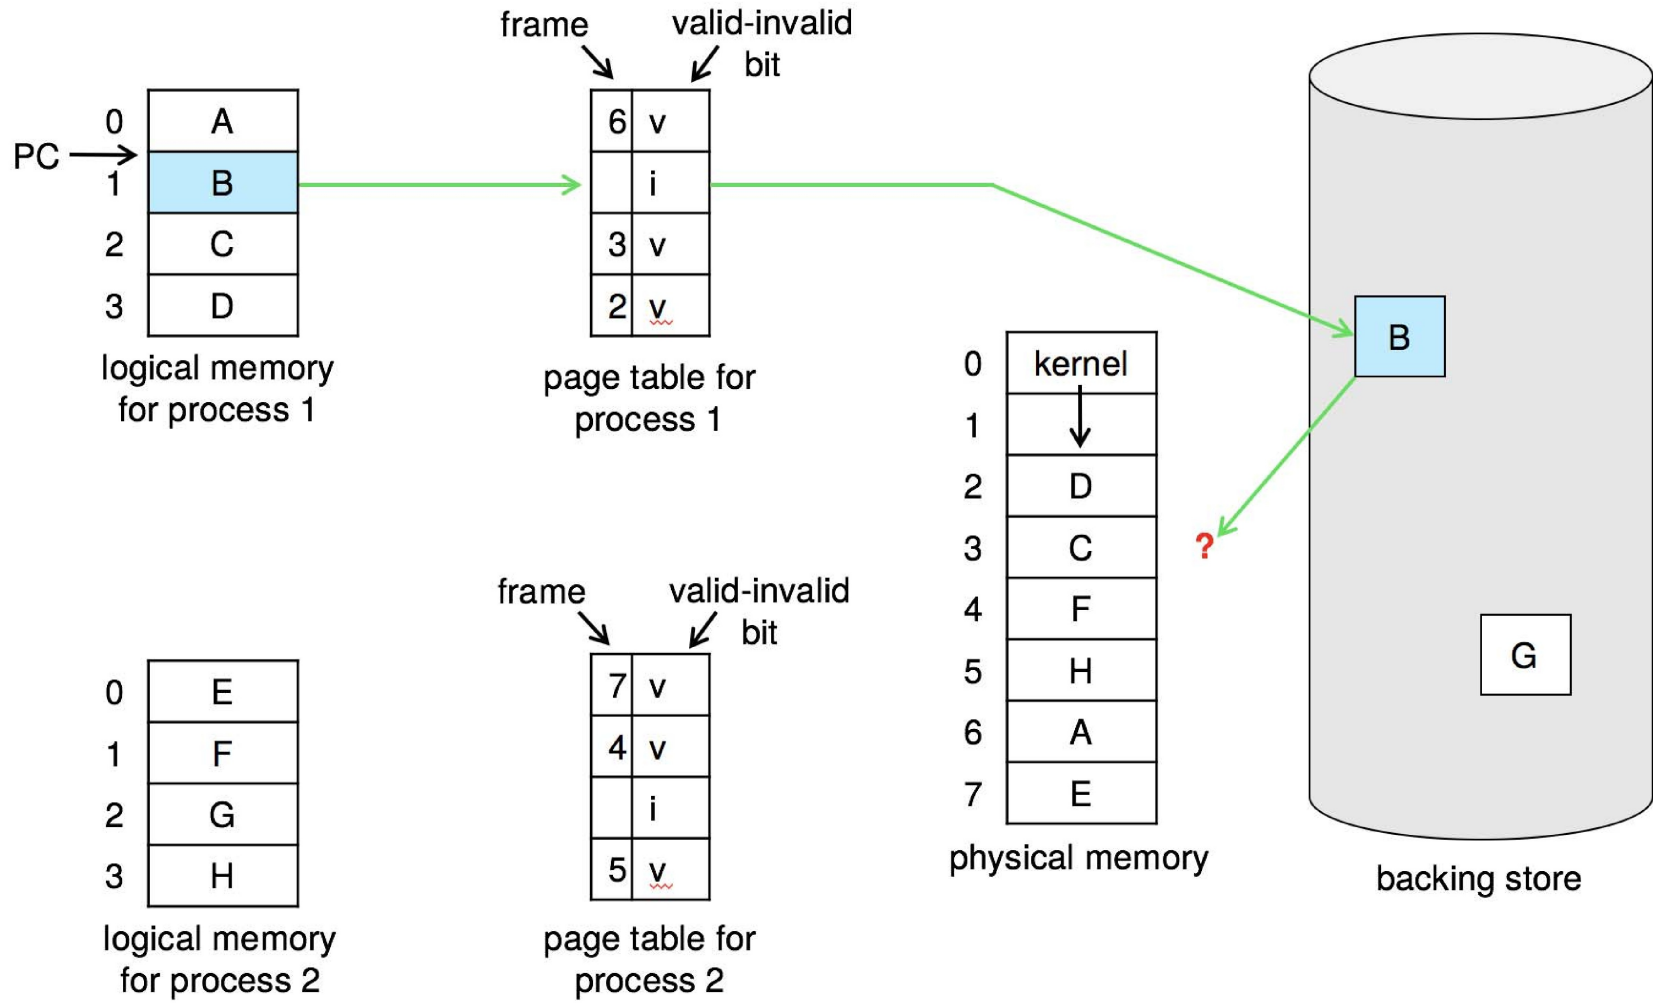 frame
valid-invalid
bit
PC
0 A
1 B
2 C
3 D
logical memory
for process 1
6 v
i
3 v
2 v
page table for
process 1
0 kernel
1
2 D
3 C
4 F
5 H
6 A
7 E
physical memory
?
B
G
backing store
frame
valid-invalid
bit
0 E
1 F
2 G
3 H
logical memory
for process 2
7 v
4 v
i
5 v
page table for
process 2